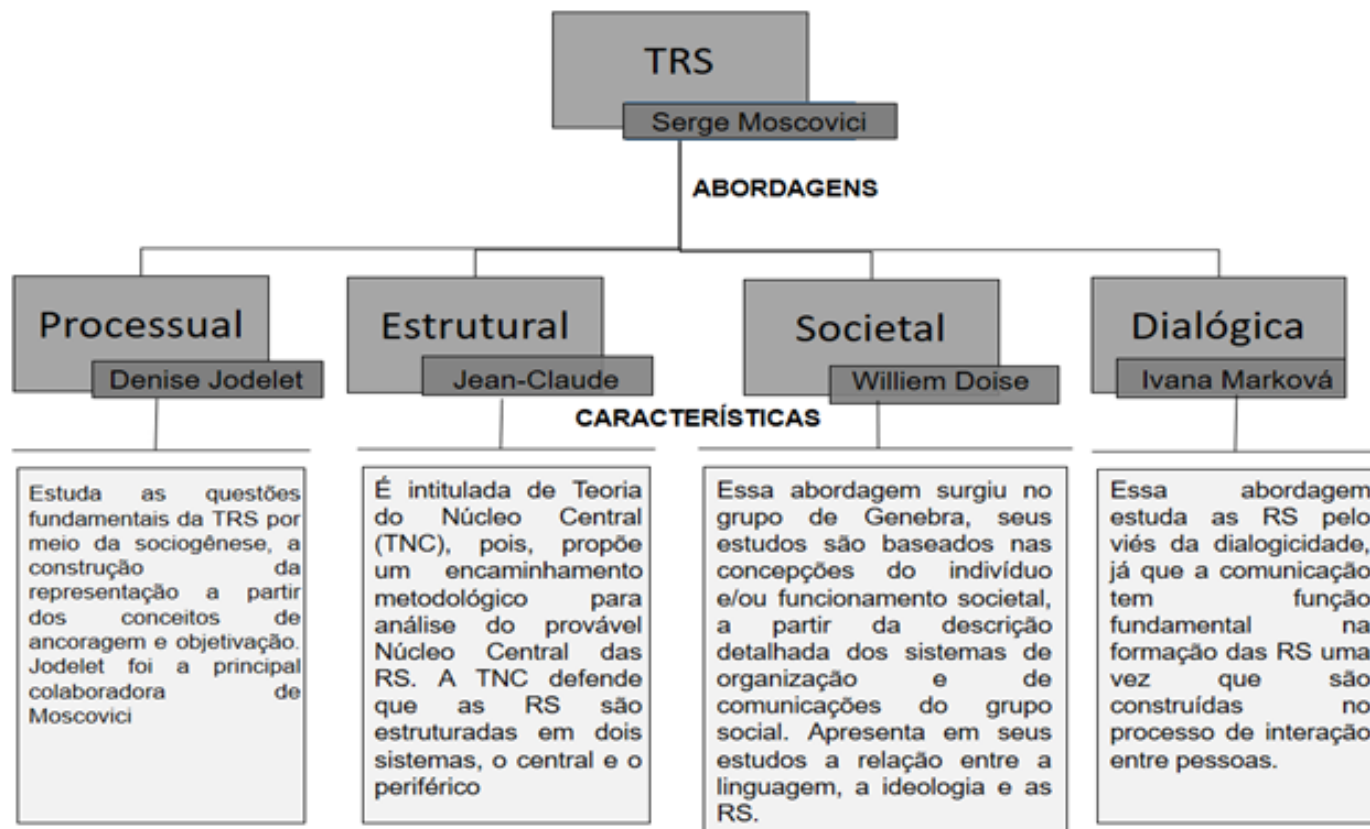 TRS
Serge Moscovici
ABORDAGENS
Processual
Denise Jodelet
Estrutural
Jean-Claude
Societal
Williem Doise
Dialógica
Ivana Marková
CARACTERÍSTICAS
Estuda as questões
fundamentais da TRS por
meio da sociogênese, a
construção da
representação a partir
dos conceitos de
ancoragem e objetivação.
Jodelet foi a principal
colaboradora de
Moscovici
É intitulada de Teoria
do Núcleo Central
(TNC), pois, propõe
um encaminhamento
metodológico para
análise do provável
Núcleo Central das
RS. A TNC defende
que as RS são
estruturadas em dois
sistemas, o central e o
periférico
Essa abordagem surgiu no
grupo de Genebra, seus
estudos são baseados nas
concepções do indivíduo
e/ou funcionamento societal,
a partir da descrição
detalhada dos sistemas de
organização e de
comunicações do grupo
social. Apresenta em seus
estudos a relação entre a
linguagem, a ideologia e as
RS.
Essa abordagem
estuda as RS pelo
viés da dialogicidade,
já que a comunicação
tem função
fundamental na
formação das RS uma
vez que são
construídas no
processo de interação
entre pessoas.